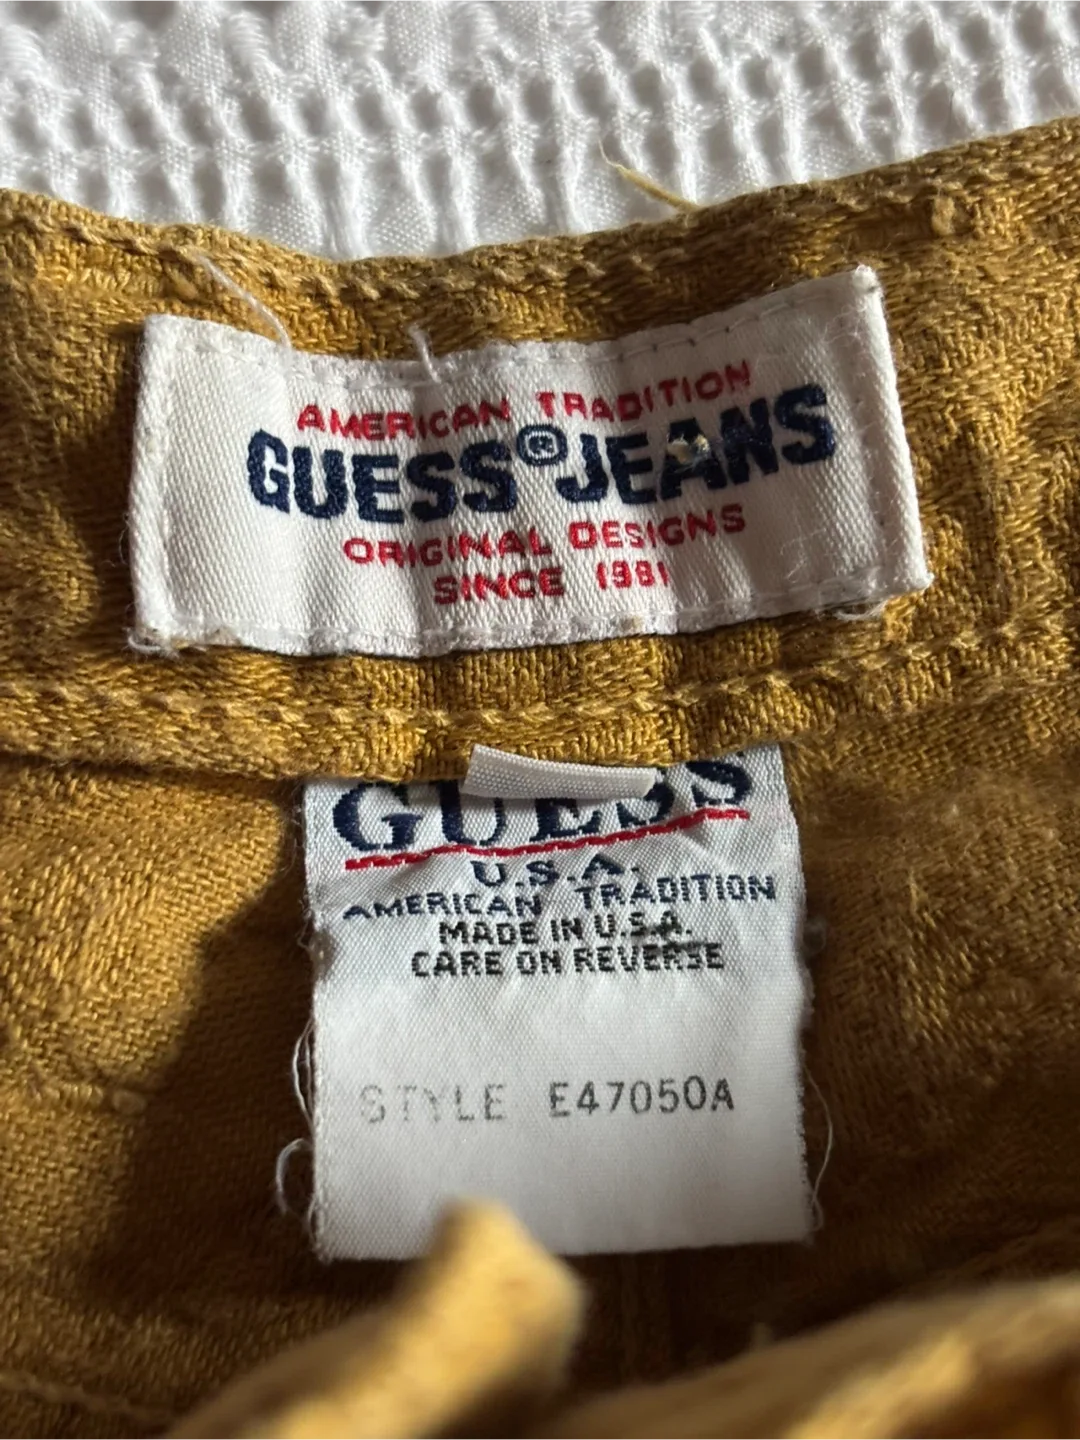 AMERICAN TRADITION
GUESS® JEANS
ORIGINAL DESIGNS
SINCE 1981
GUESS
U.S.A.
AMERICAN TRADITION
MADE IN U.S.A.
CARE ON REVERSE
STYLE E47050A